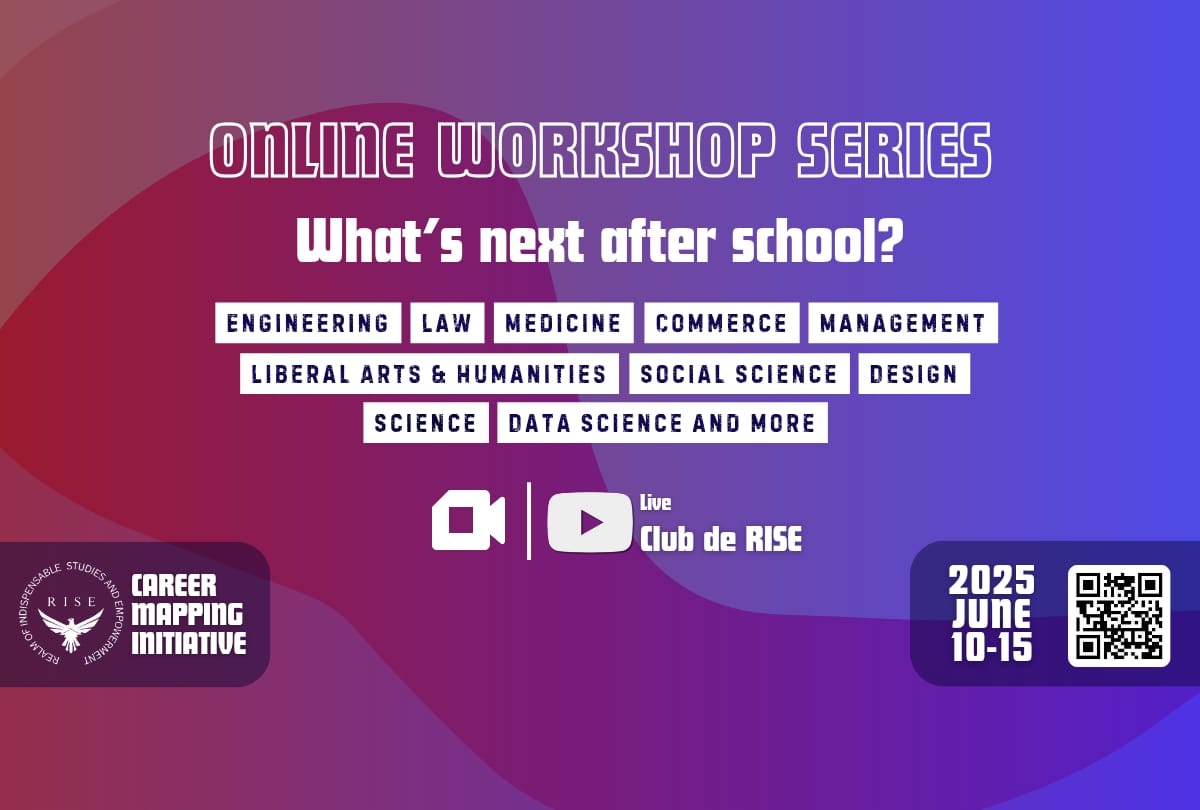 ONLINE WORKSHOP SERIES
What's next after school?
ENGINEERING LAW MEDICINE COMMERCE MANAGEMENT
LIBERAL ARTS & HUMANITIES SOCIAL SCIENCE DESIGN
SCIENCE DATA SCIENCE AND MORE
Live
Club de RISE
REALM OF INDISPENSABLE STUDIES AND EMPOWERMENT
RISE
CAREER
MAPPING
INITIATIVE
2025
JUNE
10-15